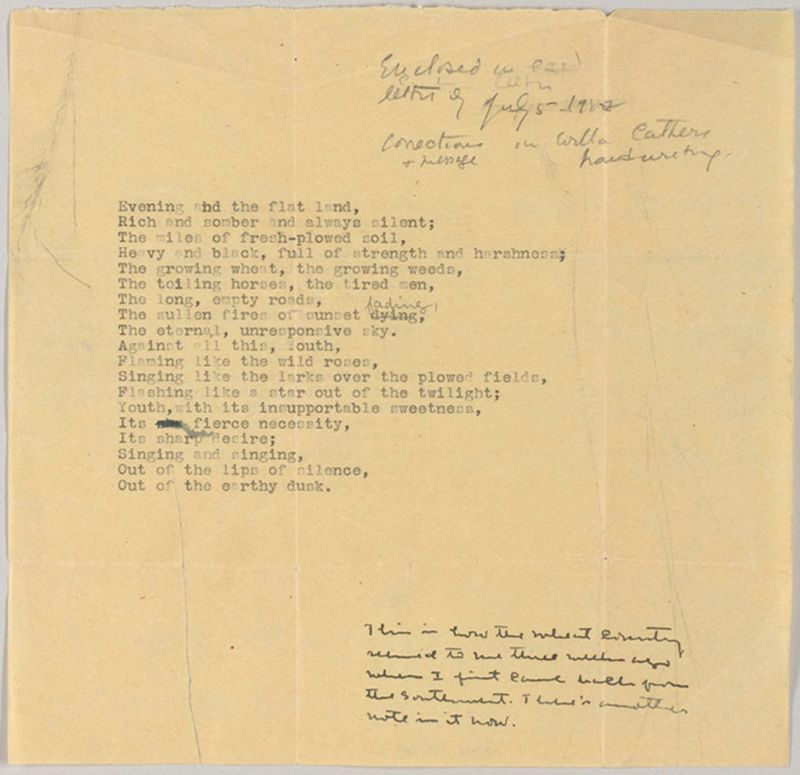 Enclosed in
letter of July 5 - 1912
Corrections in Willa Cathers
& message handwriting.
Evening and the flat land,
Rich and somber and always silent;
The miles of fresh-plowed soil,
Heavy and black, full of strength and harshness;
The growing wheat, the growing weeds,
The toiling horses, the tired men,
The long, empty roads,
fading,
The sullen fires of sunset dying,
The eternal, unresponsive sky.
Against all this, Youth,
Flaming like the wild roses,
Singing like the larks over the plowed fields,
Flashing like a star out of the twilight;
Youth,with its insupportable sweetness,
Its fierce necessity,
Its sharp desire;
Singing and singing,
Out of the lips of silence,
Out of the earthy dusk.
This is how the wheat country
seemed to me three weeks ago
when I first came back from
the Southwest. There's another
note in it now.